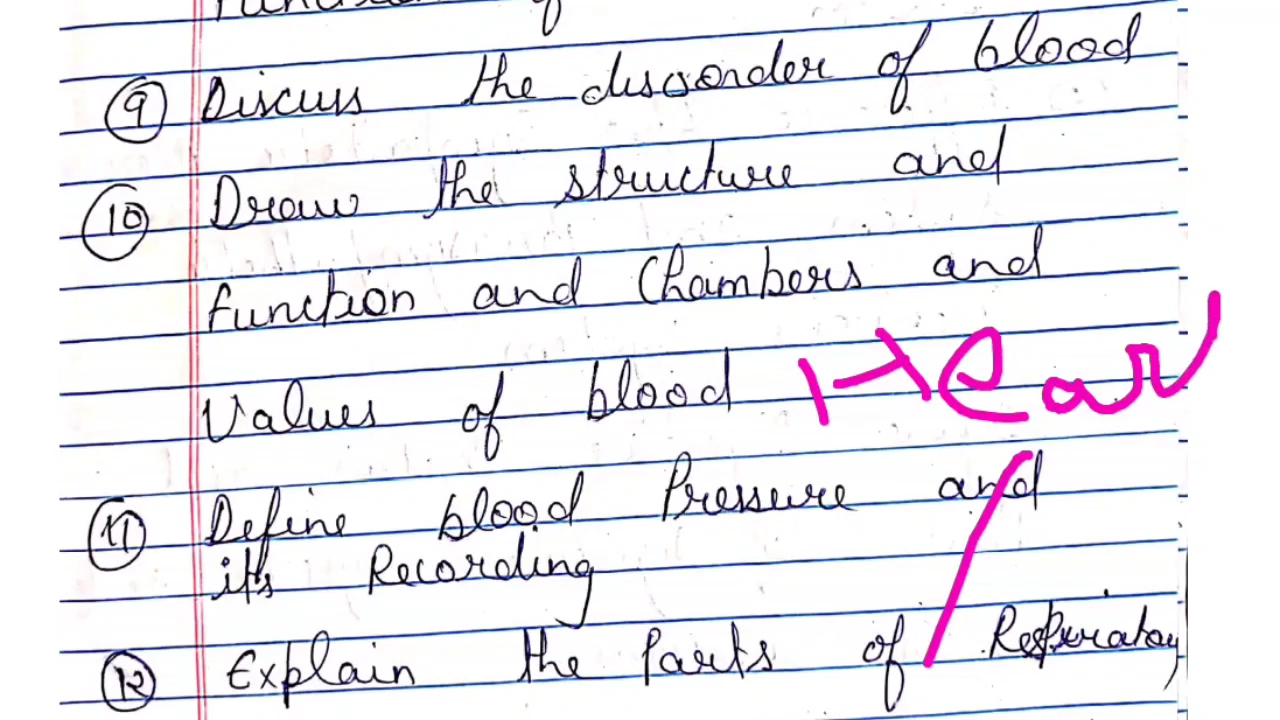 ⑨ Discuss the disorder of blood
⑩ Draw the structure and
function and Chambers and
Values of blood Hear
⑪ Define blood Pressure and
its Recording
⑫ Explain the Parts of Respiratory